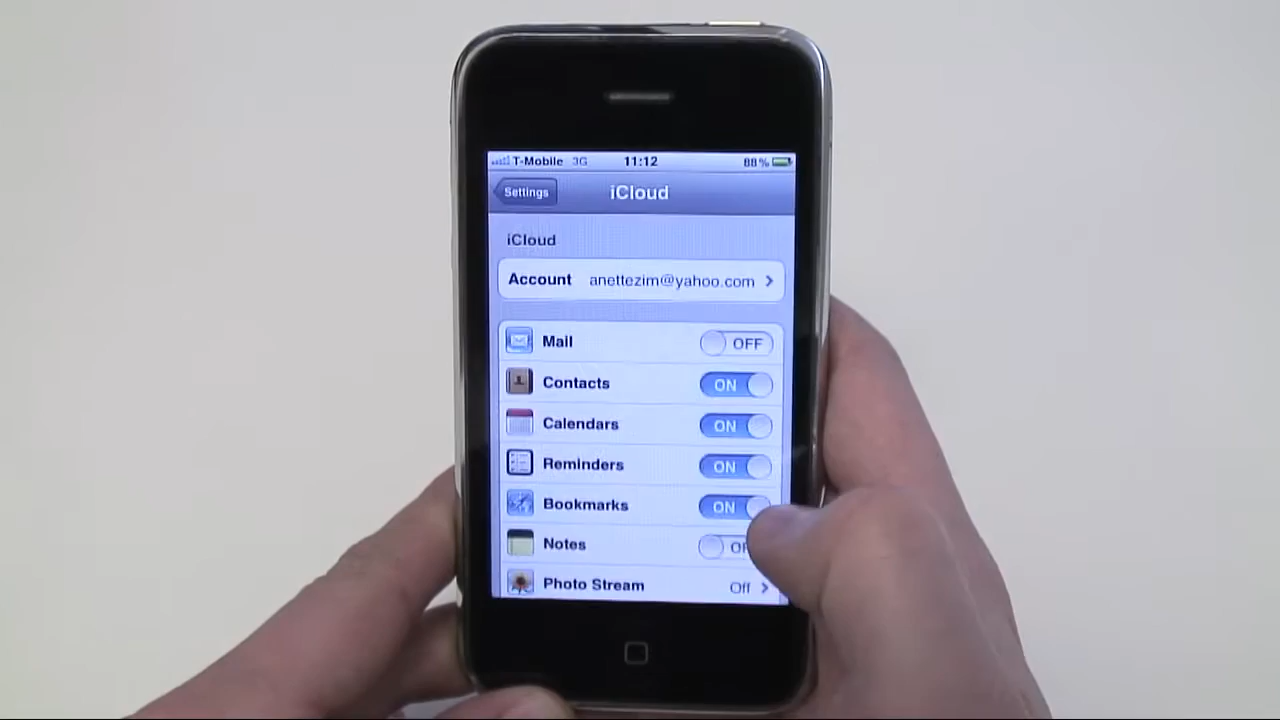 T-Mobile 3G 11:12 88%
Settings iCloud
iCloud
Account anettezim@yahoo.com
Mail OFF
Contacts ON
Calendars ON
Reminders ON
Bookmarks ON
Notes
Photo Stream Off